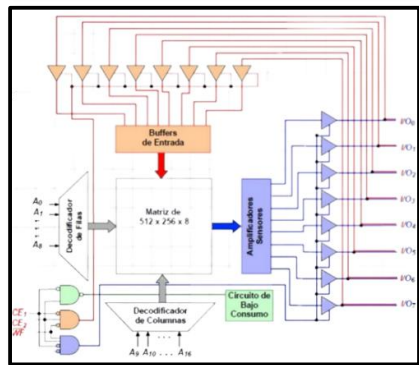 Buffers
de Entrada
I/O₀
I/O₁
I/O₂
I/O₃
I/O₄
I/O₅
I/O₆
I/O₇
A₀
A₁
A₈
Decodificador
de Filas
Matriz de
512 x 256 x 8
Amplificadores
Sensores
CE₁
CE₂
Decodificador
de Columnas
Circuito de
Bajo
Consumo
A₉ A₁₀ . . . A₁₆